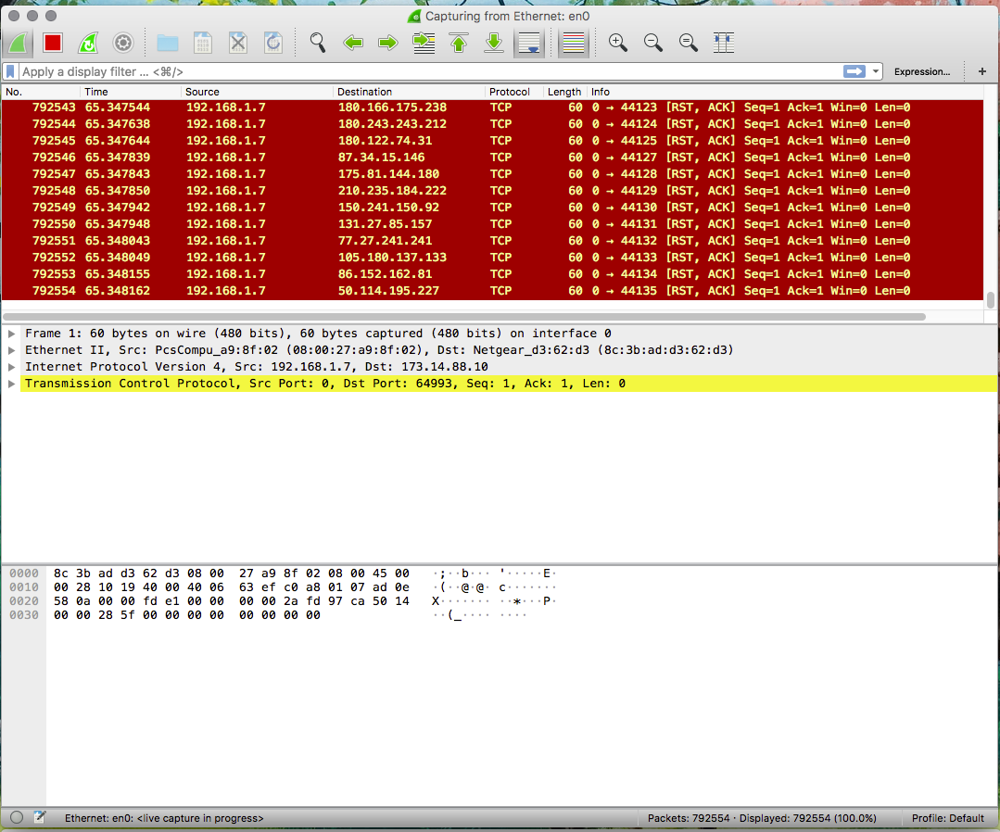 Capturing from Ethernet: en0
Apply a display filter ... <⌘/>
Expression...
+
No. Time Source Destination Protocol Length Info
792543 65.347544 192.168.1.7 180.166.175.238 TCP 60 0 → 44123 [RST, ACK] Seq=1 Ack=1 Win=0 Len=0
792544 65.347638 192.168.1.7 180.243.243.212 TCP 60 0 → 44124 [RST, ACK] Seq=1 Ack=1 Win=0 Len=0
792545 65.347644 192.168.1.7 180.122.74.31 TCP 60 0 → 44125 [RST, ACK] Seq=1 Ack=1 Win=0 Len=0
792546 65.347839 192.168.1.7 87.34.15.146 TCP 60 0 → 44127 [RST, ACK] Seq=1 Ack=1 Win=0 Len=0
792547 65.347843 192.168.1.7 175.81.144.180 TCP 60 0 → 44128 [RST, ACK] Seq=1 Ack=1 Win=0 Len=0
792548 65.347850 192.168.1.7 210.235.184.222 TCP 60 0 → 44129 [RST, ACK] Seq=1 Ack=1 Win=0 Len=0
792549 65.347942 192.168.1.7 150.241.150.92 TCP 60 0 → 44130 [RST, ACK] Seq=1 Ack=1 Win=0 Len=0
792550 65.347948 192.168.1.7 131.27.85.157 TCP 60 0 → 44131 [RST, ACK] Seq=1 Ack=1 Win=0 Len=0
792551 65.348043 192.168.1.7 77.27.241.241 TCP 60 0 → 44132 [RST, ACK] Seq=1 Ack=1 Win=0 Len=0
792552 65.348049 192.168.1.7 105.180.137.133 TCP 60 0 → 44133 [RST, ACK] Seq=1 Ack=1 Win=0 Len=0
792553 65.348155 192.168.1.7 86.152.162.81 TCP 60 0 → 44134 [RST, ACK] Seq=1 Ack=1 Win=0 Len=0
792554 65.348162 192.168.1.7 50.114.195.227 TCP 60 0 → 44135 [RST, ACK] Seq=1 Ack=1 Win=0 Len=0
Frame 1: 60 bytes on wire (480 bits), 60 bytes captured (480 bits) on interface 0
Ethernet II, Src: PcsCompu_a9:8f:02 (08:00:27:a9:8f:02), Dst: Netgear_d3:62:d3 (8c:3b:ad:d3:62:d3)
Internet Protocol Version 4, Src: 192.168.1.7, Dst: 173.14.88.10
Transmission Control Protocol, Src Port: 0, Dst Port: 64993, Seq: 1, Ack: 1, Len: 0
0000 8c 3b ad d3 62 d3 08 00 27 a9 8f 02 08 00 45 00 ·;··b··· '·····E·
0010 00 28 10 19 40 00 40 06 63 ef c0 a8 01 07 ad 0e ·(··@·@· c·······
0020 58 0a 00 00 fd e1 00 00 00 00 2a fd 97 ca 50 14 X······· ··*···P·
0030 00 00 28 5f 00 00 00 00 00 00 00 00 ··(_···· ····
Ethernet: en0: <live capture in progress>
Packets: 792554 · Displayed: 792554 (100.0%)
Profile: Default